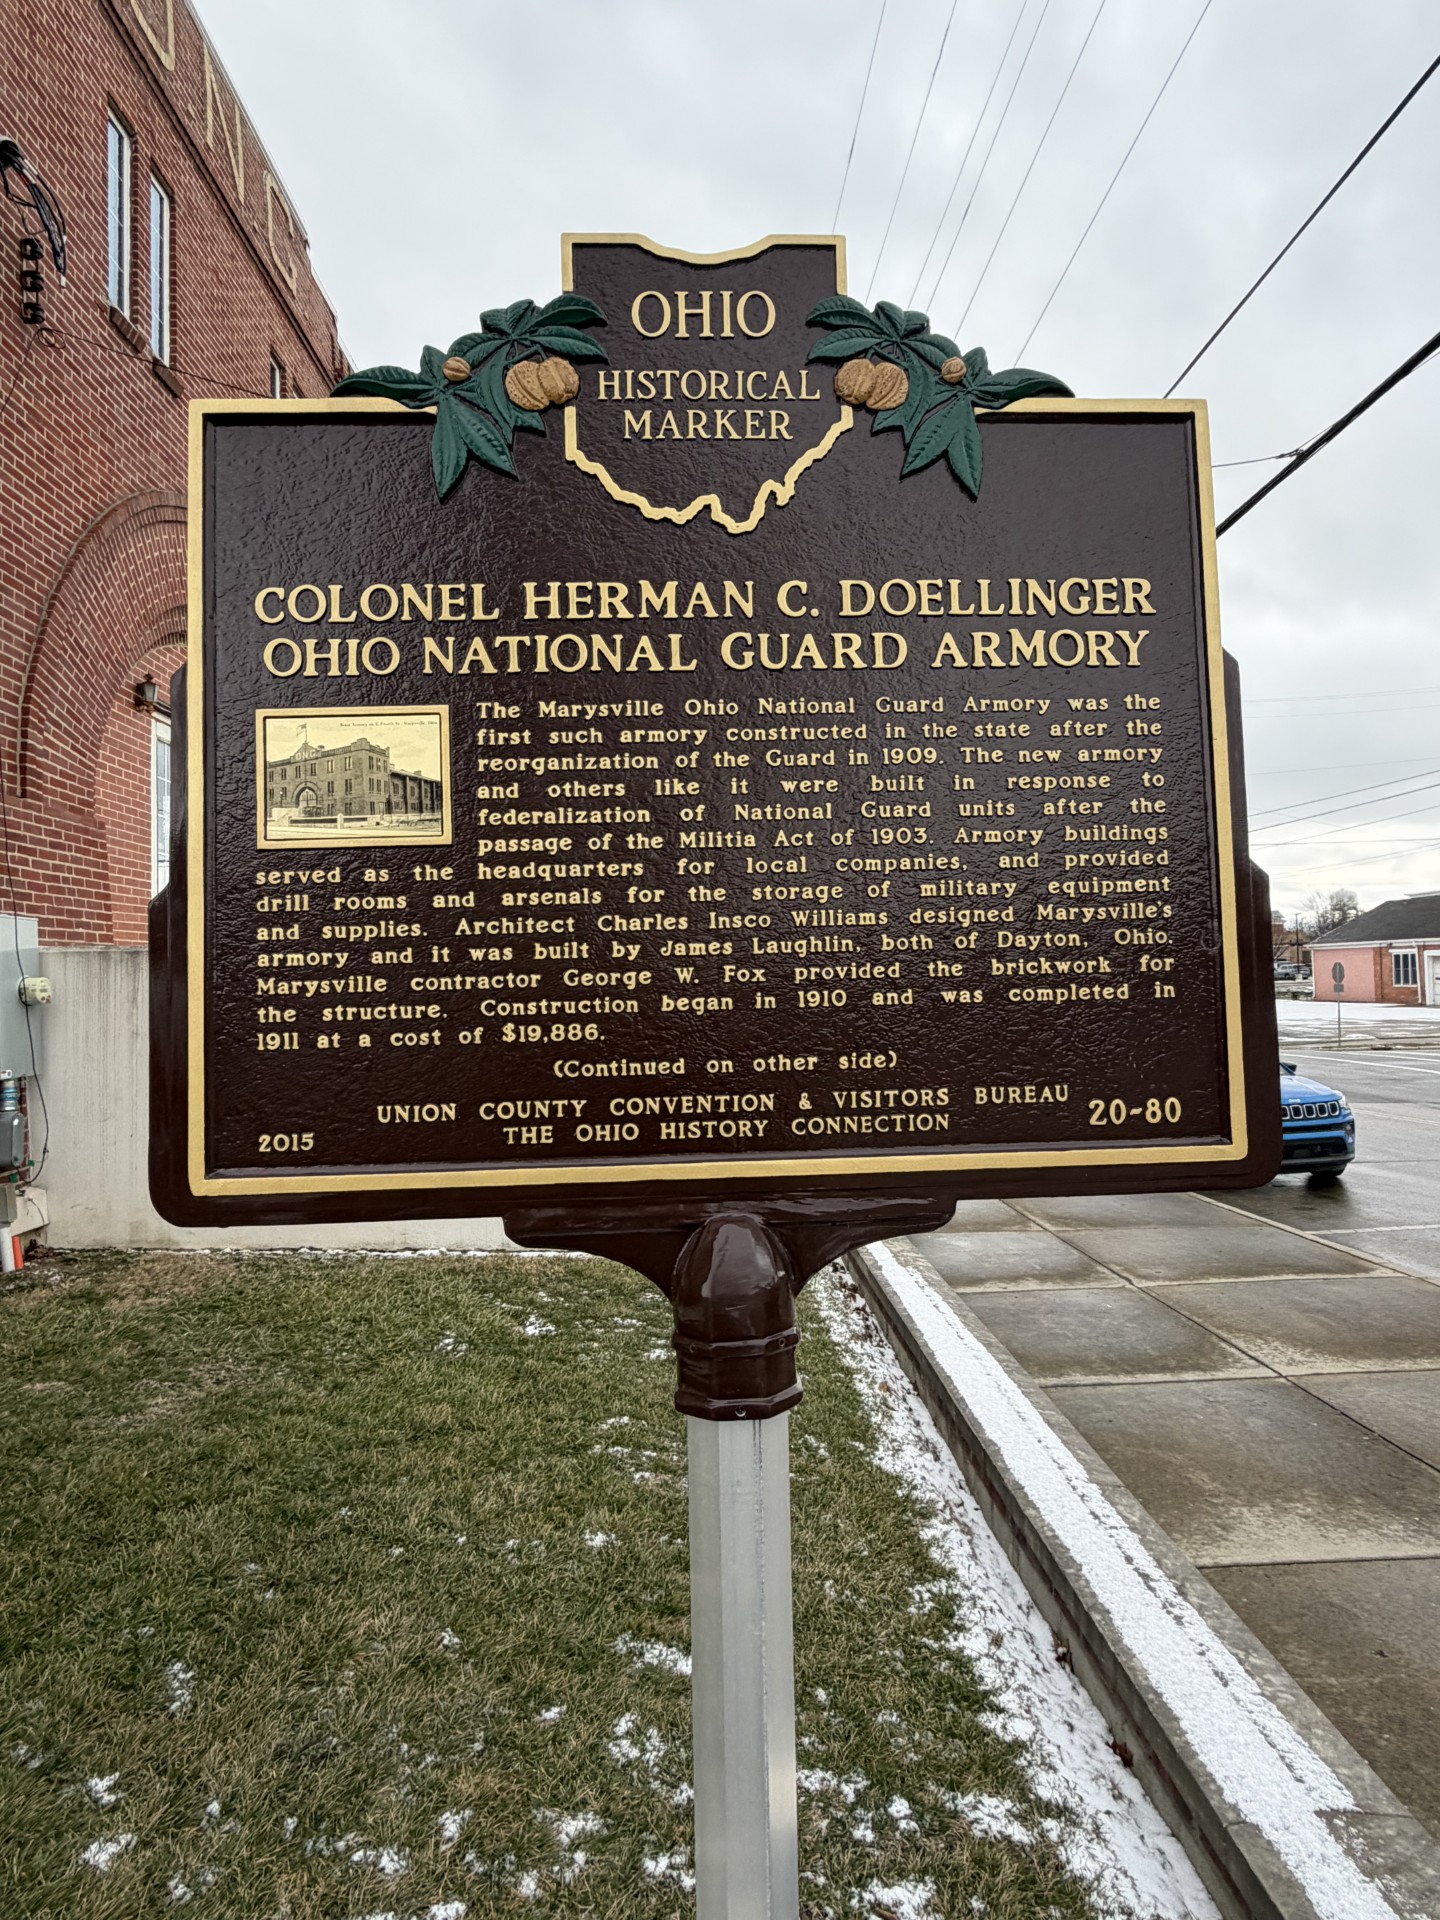 O N G
OHIO
HISTORICAL
MARKER
COLONEL HERMAN C. DOELLINGER
OHIO NATIONAL GUARD ARMORY
The Marysville Ohio National Guard Armory was the
first such armory constructed in the state after the
reorganization of the Guard in 1909. The new armory
and others like it were built in response to
federalization of National Guard units after the
passage of the Militia Act of 1903. Armory buildings
served as the headquarters for local companies, and provided
drill rooms and arsenals for the storage of military equipment
and supplies. Architect Charles Insco Williams designed Marysville's
armory and it was built by James Laughlin, both of Dayton, Ohio.
Marysville contractor George W. Fox provided the brickwork for
the structure. Construction began in 1910 and was completed in
1911 at a cost of $19,886.
(Continued on other side)
UNION COUNTY CONVENTION & VISITORS BUREAU
THE OHIO HISTORY CONNECTION
2015
20-80